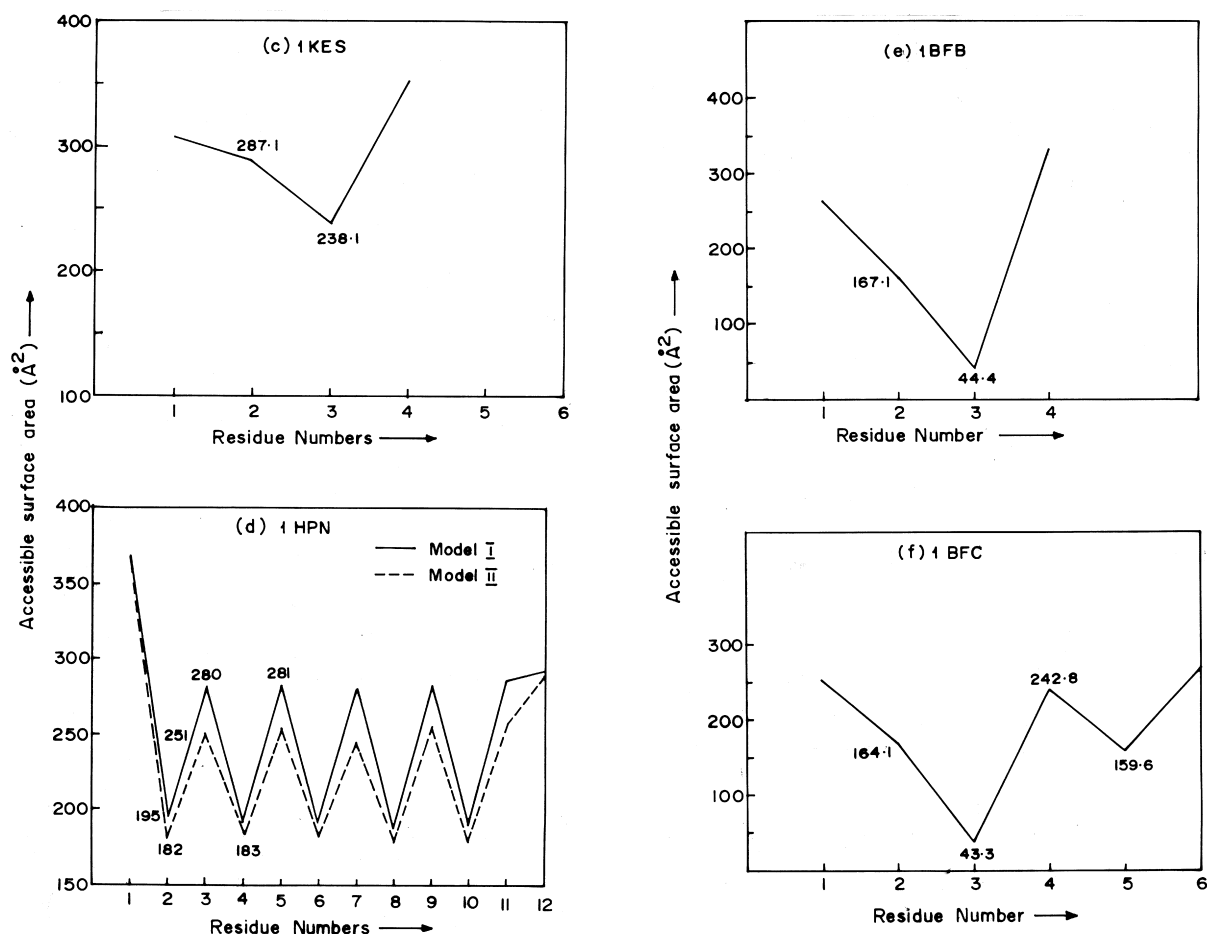 400
(c) 1KES
300
287·1
238·1
200
100
1 2 3 4 5 6
Residue Numbers
(e) 1BFB
400
300
200
167·1
100
44·4
1 2 3 4
Residue Number
Accessible surface area (Å2)
Accessible surface area (Å2)
400
(d) 1 HPN
Model I
Model II
350
300
280
281
250
251
200
195
182
183
150
1 2 3 4 5 6 7 8 9 10 11 12
Residue Numbers
(f) 1 BFC
300
242.8
200
164·1
159·6
100
43·3
1 2 3 4 5 6
Residue Number